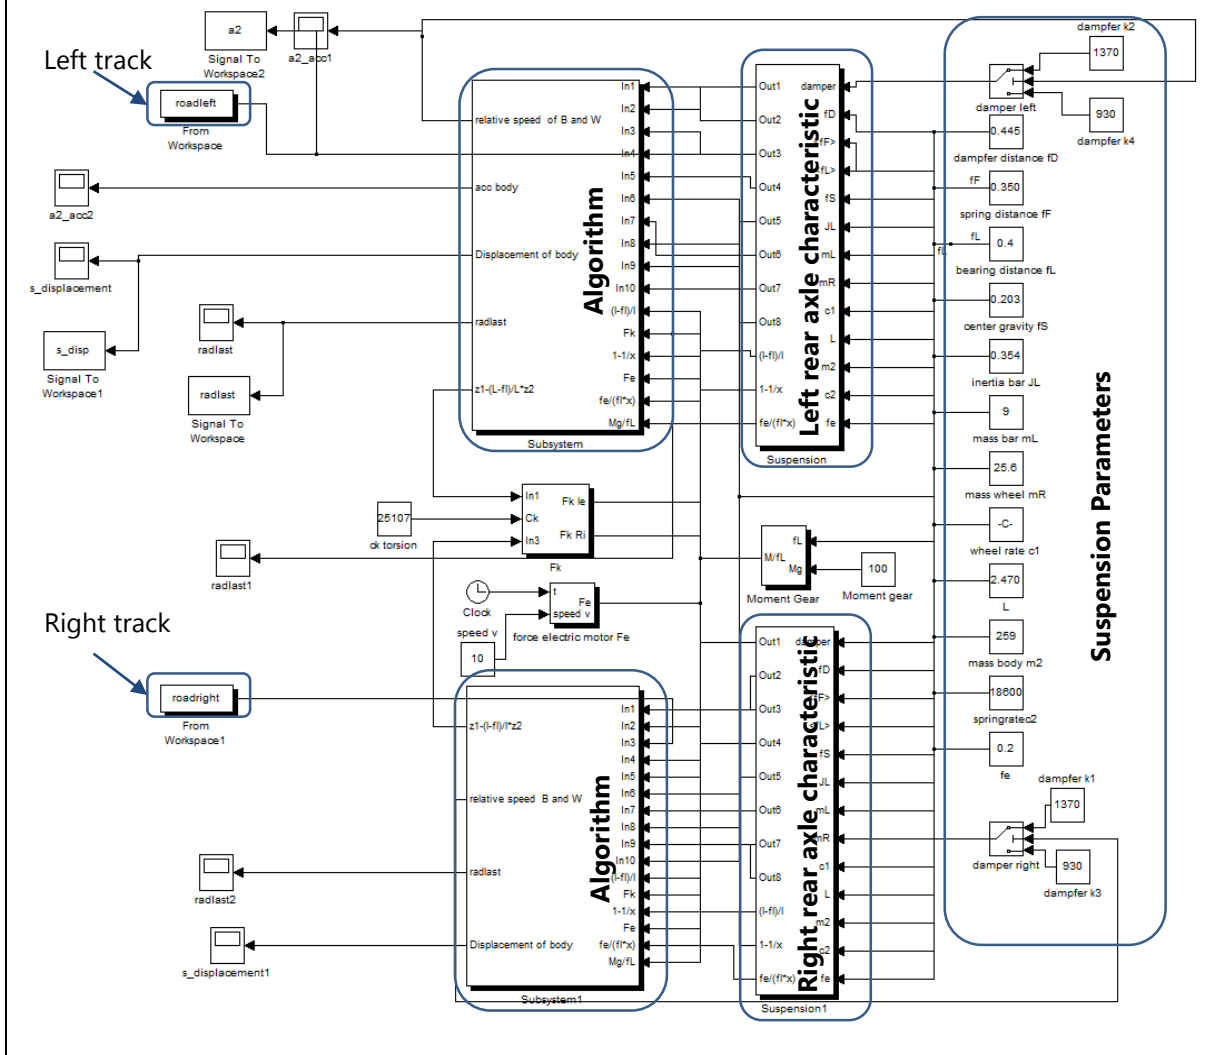 Left track
a2
Signal To
Workspace2
a2_acc1
roadleft
From
Workspace
a2_acc2
s_displacement
s_disp
Signal To
Workspace1
radlast
radlast
Signal To
Workspace
relative speed of B and W
acc body
Displacement of body
radlast
z1-(L-fl)/L*z2
In1
In2
In3
In4
In5
In6
In7
In8
In9
In10
(l-fl)/l
Fk
1-1/x
Fe
fe/(fl*x)
Mg/fL
Algorithm
Subsystem
Out1
Out2
Out3
Out4
Out5
Out6
Out7
Out8
(l-fl)/l
1-1/x
fe/(fl*x)
damper
fD
fF>
fL>
fS
JL
mL
mR
c1
L
m2
c2
fe
Left rear axle characteristic
Suspension
dampfer k2
1370
damper left
930
dampfer k4
0.445
dampfer distance fD
fF
0.350
spring distance fF
fL
fL
0.4
bearing distance fL
0.203
center gravity fS
0.354
inertia bar JL
9
mass bar mL
25.6
mass wheel mR
-C-
wheel rate c1
2.470
L
259
mass body m2
18600
springratec2
0.2
fe
dampfer k1
1370
damper right
930
dampfer k3
Suspension Parameters
25107
ck torsion
In1
Ck
In3
Fk le
Fk Ri
Fk
radlast1
Clock
speed v
10
t
speed v
Fe
force electric motor Fe
fL
M/fL
Mg
Moment Gear
100
Moment gear
Right track
roadright
From
Workspace1
radlast2
s_displacement1
z1-(l-fl)/l*z2
relative speed B and W
radlast
Displacement of body
In1
In2
In3
In4
In5
In6
In7
In8
In9
In10
(l-fl)/l
Fk
1-1/x
Fe
fe/(fl*x)
Mg/fL
Algorithm
Subsystem1
Out1
Out2
Out3
Out4
Out5
Out6
Out7
Out8
(l-fl)/l
1-1/x
fe/(fl*x)
damper
fD
fF>
fL>
fS
JL
mL
mR
c1
L
m2
c2
fe
Right rear axle characteristic
Suspension1